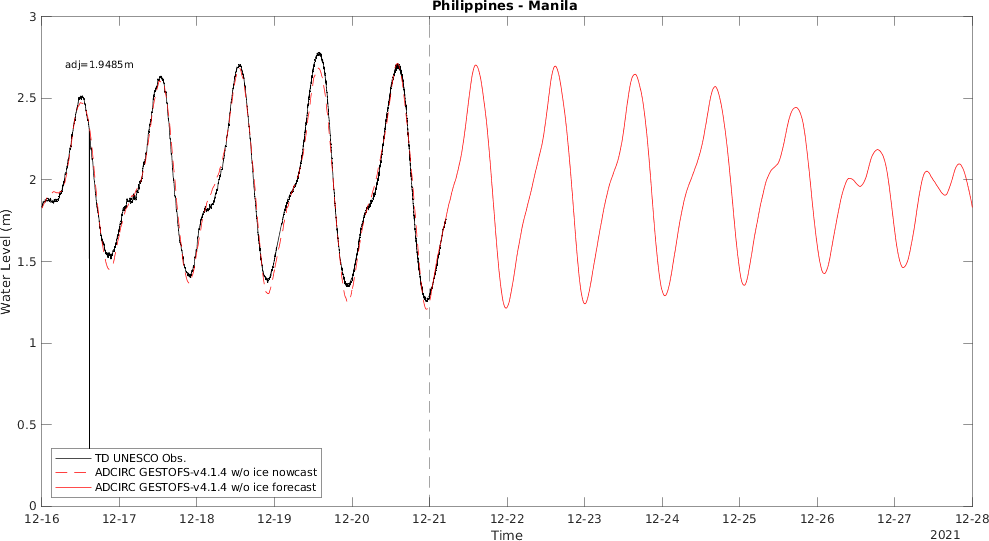 Philippines - Manila
3
adj=1.9485m
2.5
2
1.5
1
0.5
0
Water Level (m)
TD UNESCO Obs.
ADCIRC GESTOFS-v4.1.4 w/o ice nowcast
ADCIRC GESTOFS-v4.1.4 w/o ice forecast
12-16 12-17 12-18 12-19 12-20 12-21 12-22 12-23 12-24 12-25 12-26 12-27 12-28
Time
2021